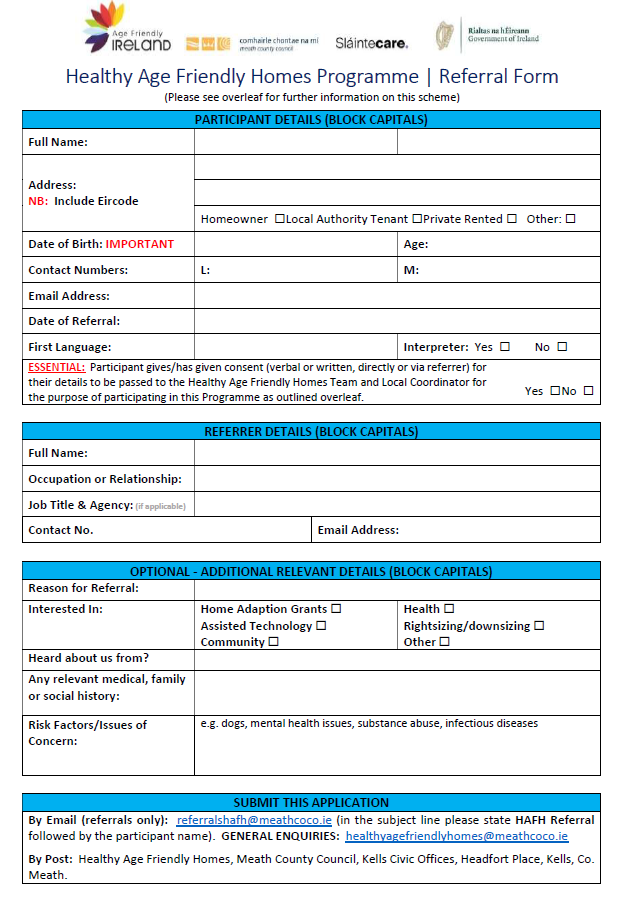 Age Friendly
IRELAND
comhairle chontae na mí
meath county council
Sláintecare.
Rialtas na hÉireann
Government of Ireland
Healthy Age Friendly Homes Programme | Referral Form
(Please see overleaf for further information on this scheme)
PARTICIPANT DETAILS (BLOCK CAPITALS)
Full Name:
Address:
NB: Include Eircode
Homeowner ☐Local Authority Tenant ☐Private Rented ☐ Other: ☐
Date of Birth: IMPORTANT Age:
Contact Numbers: L: M:
Email Address:
Date of Referral:
First Language: Interpreter: Yes ☐ No ☐
ESSENTIAL: Participant gives/has given consent (verbal or written, directly or via referrer) for
their details to be passed to the Healthy Age Friendly Homes Team and Local Coordinator for
the purpose of participating in this Programme as outlined overleaf. Yes ☐No ☐
REFERRER DETAILS (BLOCK CAPITALS)
Full Name:
Occupation or Relationship:
Job Title & Agency: (if applicable)
Contact No. Email Address:
OPTIONAL - ADDITIONAL RELEVANT DETAILS (BLOCK CAPITALS)
Reason for Referral:
Interested In: Home Adaption Grants ☐ Health ☐
Assisted Technology ☐ Rightsizing/downsizing ☐
Community ☐ Other ☐
Heard about us from?
Any relevant medical, family
or social history:
Risk Factors/Issues of e.g. dogs, mental health issues, substance abuse, infectious diseases
Concern:
SUBMIT THIS APPLICATION
By Email (referrals only): referralshafh@meathcoco.ie (in the subject line please state HAFH Referral
followed by the participant name). GENERAL ENQUIRIES: healthyagefriendlyhomes@meathcoco.ie
By Post: Healthy Age Friendly Homes, Meath County Council, Kells Civic Offices, Headfort Place, Kells, Co.
Meath.